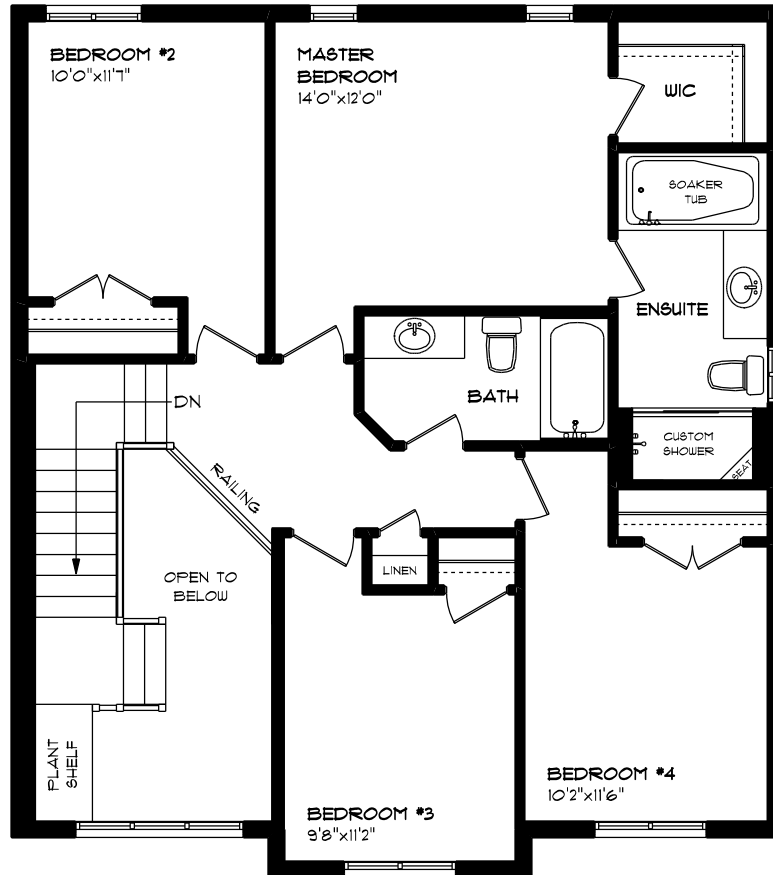 BEDROOM #2
10'0"x11'7"
MASTER
BEDROOM
14'0"x12'0"
WIC
SOAKER
TUB
ENSUITE
BATH
DN
CUSTOM
SHOWER
SEAT
RAILING
LINEN
OPEN TO
BELOW
PLANT
SHELF
BEDROOM #4
10'2"x11'6"
BEDROOM #3
9'8"x11'2"